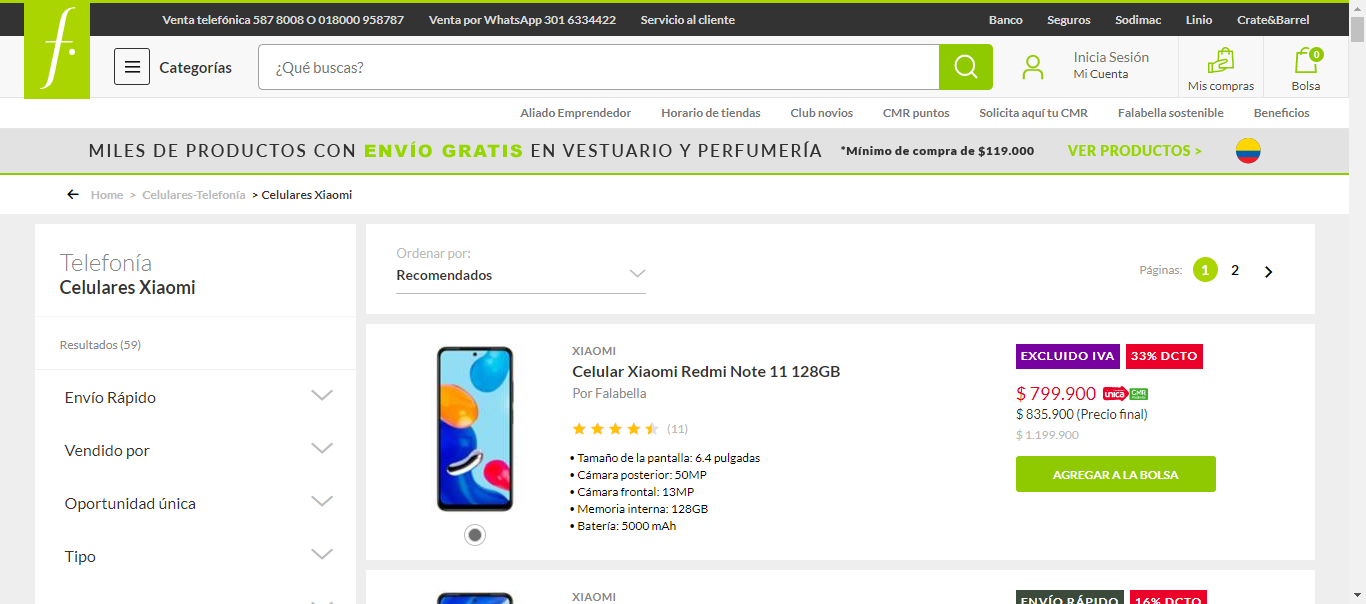 Venta telefónica 587 8008 O 018000 958787 Venta por WhatsApp 301 6334422 Servicio al cliente Banco Seguros Sodimac Linio Crate&Barrel
f.
Categorías ¿Qué buscas? Inicia Sesión
Mi Cuenta
Mis compras
0
Bolsa
Aliado Emprendedor Horario de tiendas Club novios CMR puntos Solicita aquí tu CMR Falabella sostenible Beneficios
MILES DE PRODUCTOS CON ENVÍO GRATIS EN VESTUARIO Y PERFUMERÍA *Mínimo de compra de $119.000 VER PRODUCTOS >
Home > Celulares-Telefonía > Celulares Xiaomi
Telefonía
Celulares Xiaomi
Resultados (59)
Envío Rápido
Vendido por
Oportunidad única
Tipo
Ordenar por:
Recomendados
Páginas: 1 2
XIAOMI
Celular Xiaomi Redmi Note 11 128GB
Por Falabella
(11)
• Tamaño de la pantalla: 6.4 pulgadas
• Cámara posterior: 50MP
• Cámara frontal: 13MP
• Memoria interna: 128GB
• Batería: 5000 mAh
EXCLUIDO IVA 33% DCTO
$ 799.900 única CMR
$ 835.900 (Precio final)
$ 1.199.900
AGREGAR A LA BOLSA
XIAOMI
ENVÍO RÁPIDO 16% DCTO